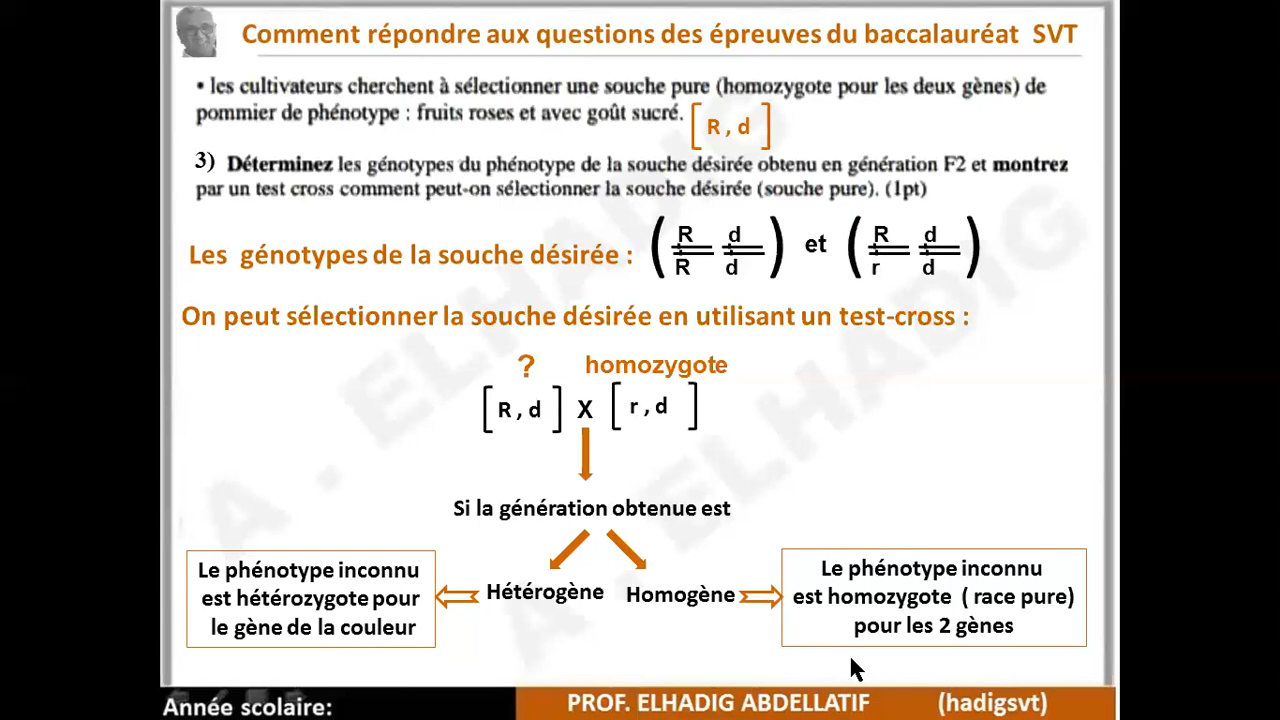 Comment répondre aux questions des épreuves du baccalauréat SVT
• les cultivateurs cherchent à sélectionner une souche pure (homozygote pour les deux gènes) de
pommier de phénotype : fruits roses et avec goût sucré. [ R , d ]
3) Déterminez les génotypes du phénotype de la souche désirée obtenu en génération F2 et montrez
par un test cross comment peut-on sélectionner la souche désirée (souche pure). (1pt)
R d R d
Les génotypes de la souche désirée : ( ) et ( )
R d r d
On peut sélectionner la souche désirée en utilisant un test-cross :
? homozygote
[ R , d ] X [ r , d ]
Si la génération obtenue est
Hétérogène Homogène
Le phénotype inconnu
est hétérozygote pour
le gène de la couleur
Le phénotype inconnu
est homozygote ( race pure)
pour les 2 gènes
Année scolaire:
PROF. ELHADIG ABDELLATIF (hadigsvt)
A . ELHADIG
A . ELHADIG